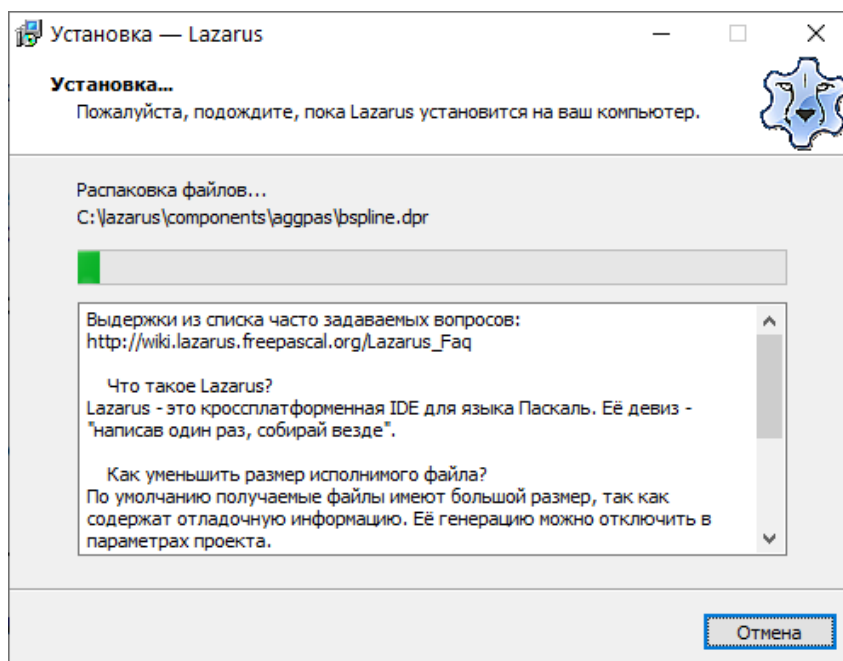 Установка — Lazarus
Установка...
Пожалуйста, подождите, пока Lazarus установится на ваш компьютер.
Распаковка файлов...
C:\lazarus\components\aggpas\bspline.dpr
Выдержки из списка часто задаваемых вопросов:
http://wiki.lazarus.freepascal.org/Lazarus_Faq
Что такое Lazarus?
Lazarus - это кроссплатформенная IDE для языка Паскаль. Её девиз -
"написав один раз, собирай везде".
Как уменьшить размер исполнимого файла?
По умолчанию получаемые файлы имеют большой размер, так как
содержат отладочную информацию. Её генерацию можно отключить в
параметрах проекта.
Отмена